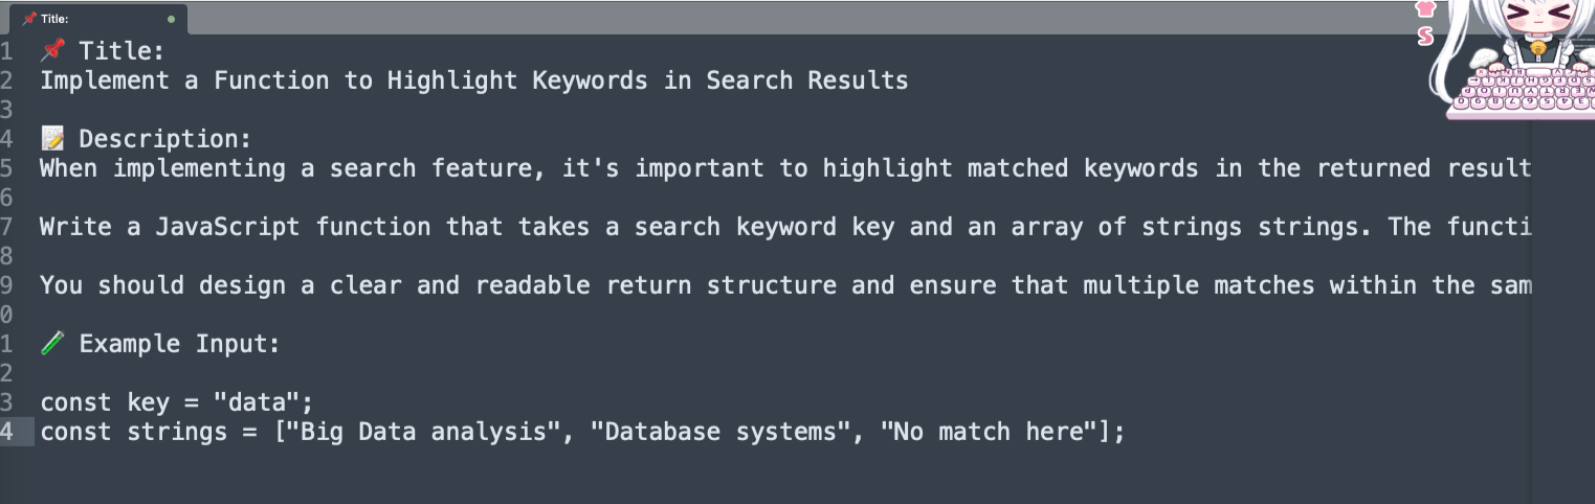 Title:
1 📌 Title:
2 Implement a Function to Highlight Keywords in Search Results
3
4 📝 Description:
5 When implementing a search feature, it's important to highlight matched keywords in the returned result
6
7 Write a JavaScript function that takes a search keyword key and an array of strings strings. The functi
8
9 You should design a clear and readable return structure and ensure that multiple matches within the sam
0
1 🧪 Example Input:
2
3 const key = "data";
4 const strings = ["Big Data analysis", "Database systems", "No match here"];
S